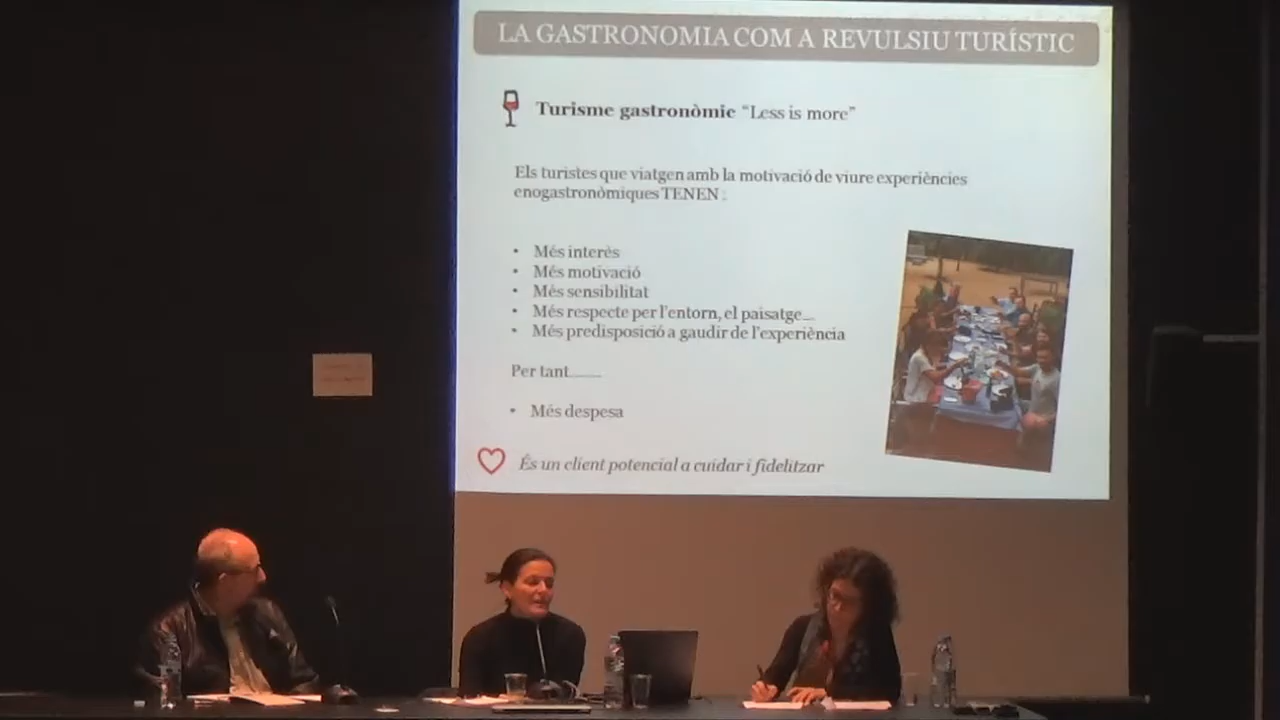 LA GASTRONOMIA COM A REVULSIU TURÍSTIC
Turisme gastronòmic “Less is more”
Els turistes que viatgen amb la motivació de viure experiències
enogastronòmiques TENEN :
• Més interès
• Més motivació
• Més sensibilitat
• Més respecte per l’entorn, el paisatge...
• Més predisposició a gaudir de l’experiència
Per tant.........
• Més despesa
És un client potencial a cuidar i fidelitzar